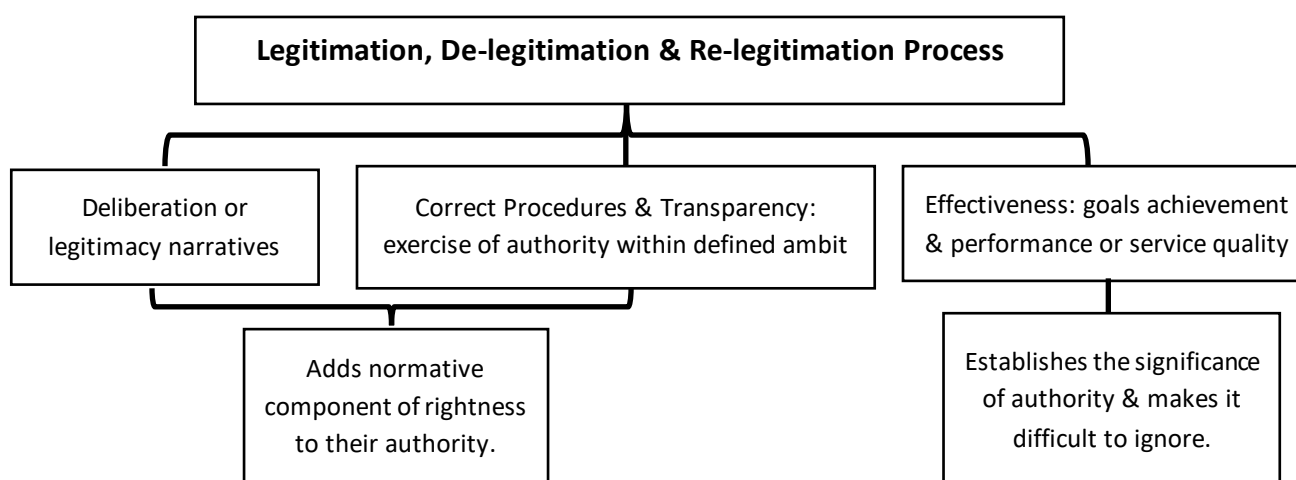 Legitimation, De-legitimation & Re-legitimation Process
Deliberation or
legitimacy narratives
Correct Procedures & Transparency:
exercise of authority within defined ambit
Effectiveness: goals achievement
& performance or service quality
Adds normative
component of rightness
to their authority.
Establishes the significance
of authority & makes it
difficult to ignore.